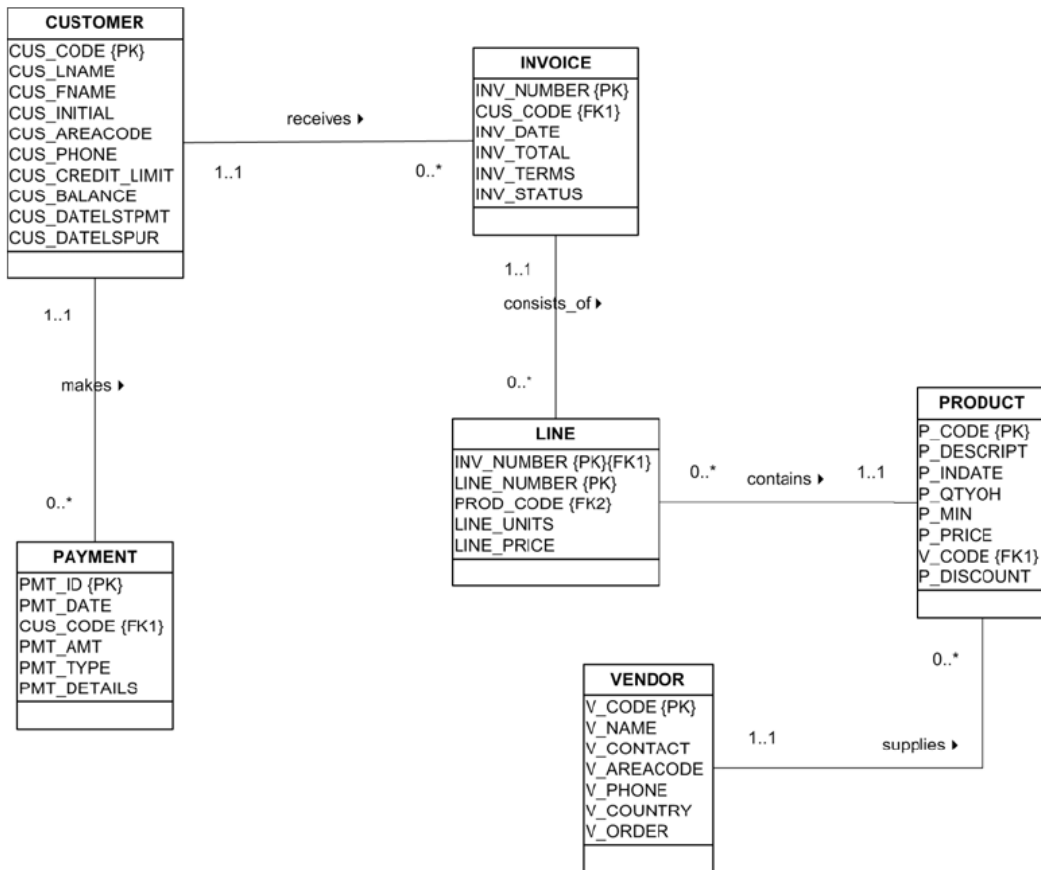 CUSTOMER
CUS_CODE {PK}
CUS_LNAME
CUS_FNAME
CUS_INITIAL
CUS_AREACODE
CUS_PHONE
CUS_CREDIT_LIMIT
CUS_BALANCE
CUS_DATELSTPMT
CUS_DATELSPUR
receives
1..1
0..*
INVOICE
INV_NUMBER {PK}
CUS_CODE {FK1}
INV_DATE
INV_TOTAL
INV_TERMS
INV_STATUS
1..1
consists_of
0..*
1..1
makes
0..*
LINE
INV_NUMBER {PK}{FK1}
LINE_NUMBER {PK}
PROD_CODE {FK2}
LINE_UNITS
LINE_PRICE
0..*
contains
1..1
PRODUCT
P_CODE {PK}
P_DESCRIPT
P_INDATE
P_QTYOH
P_MIN
P_PRICE
V_CODE {FK1}
P_DISCOUNT
PAYMENT
PMT_ID {PK}
PMT_DATE
CUS_CODE {FK1}
PMT_AMT
PMT_TYPE
PMT_DETAILS
VENDOR
V_CODE {PK}
V_NAME
V_CONTACT
V_AREACODE
V_PHONE
V_COUNTRY
V_ORDER
1..1
supplies
0..*